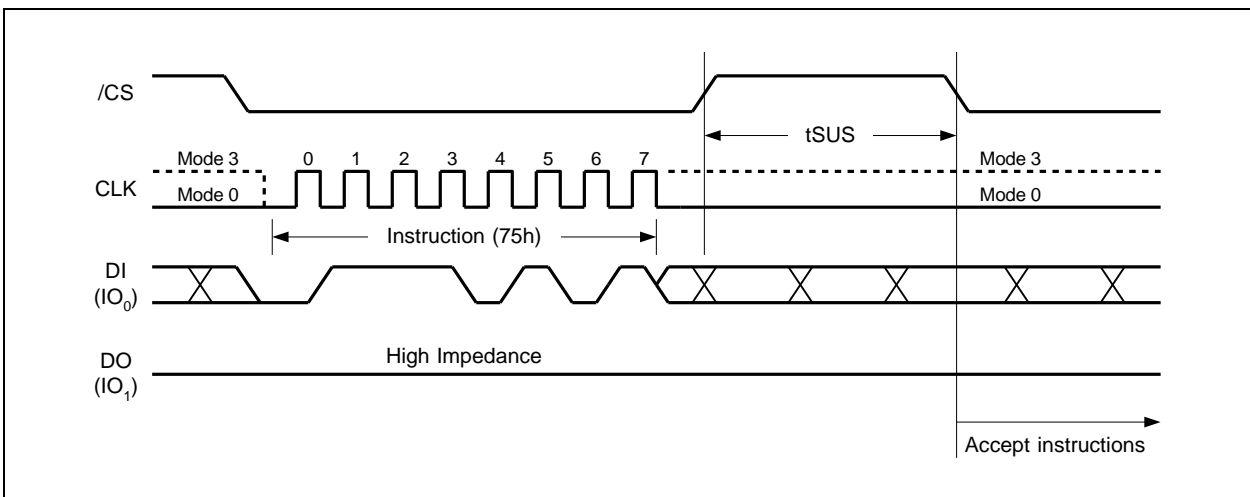 /CS
tSUS
Mode 3 0 1 2 3 4 5 6 7 Mode 3
CLK
Mode 0 Mode 0
Instruction (75h)
DI
(IO₀)
High Impedance
DO
(IO₁)
Accept instructions